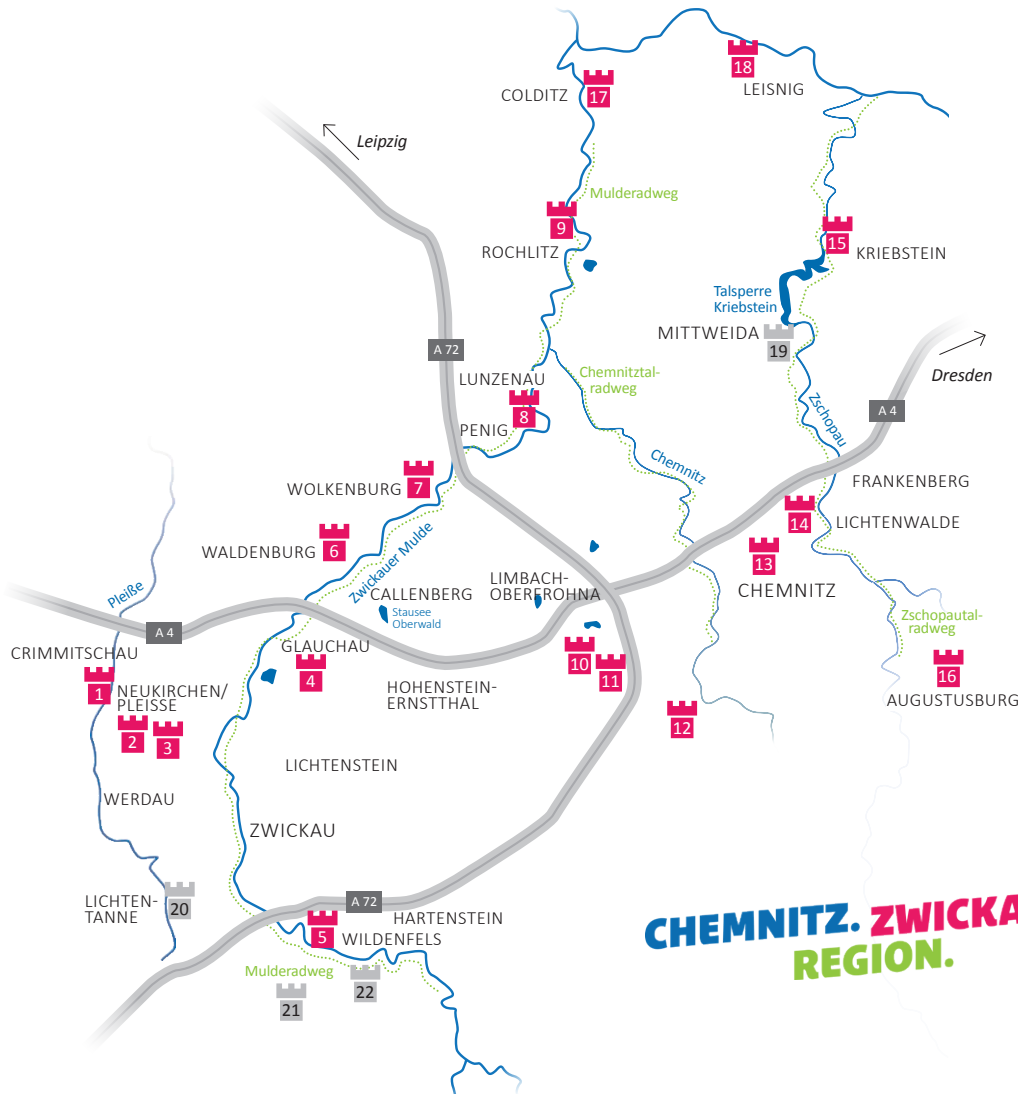 18
LEISNIG
COLDITZ
17
Leipzig
Mulderadweg
9
ROCHLITZ
15
KRIEBSTEIN
Talsperre
Kriebstein
MITTWEIDA
19
A 72
Dresden
LUNZENAU
Chemnitztal-
radweg
8
PENIG
Zschopau
A 4
Chemnitz
7
WOLKENBURG
FRANKENBERG
14
LICHTENWALDE
6
WALDENBURG
13
CHEMNITZ
Zwickauer Mulde
Pleiße
CALLENBERG
Stausee
Oberwald
LIMBACH-
OBERFROHNA
A 4
Zschopautal-
radweg
CRIMMITSCHAU
GLAUCHAU
4
10
11
16
AUGUSTUSBURG
1
NEUKIRCHEN/
PLEISSE
HOHENSTEIN-
ERNSTTHAL
12
2
3
LICHTENSTEIN
WERDAU
ZWICKAU
LICHTEN-
TANNE
20
A 72
HARTENSTEIN
5
WILDENFELS
Mulderadweg
22
21
CHEMNITZ. ZWICKA
REGION.